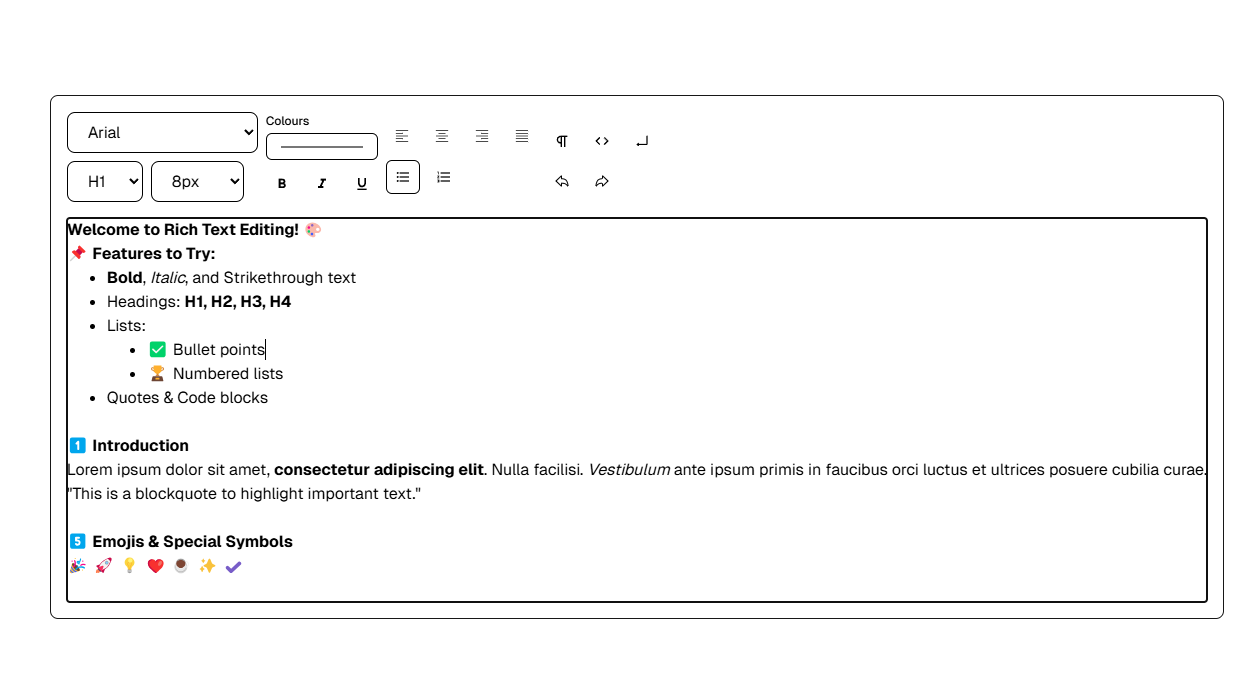 Arial
Colours
H1
8px
B I U
Welcome to Rich Text Editing! 🎨
📌 Features to Try:
• Bold, Italic, and Strikethrough text
• Headings: H1, H2, H3, H4
• Lists:
• ✅ Bullet points
• 🏆 Numbered lists
• Quotes & Code blocks
1️⃣ Introduction
Lorem ipsum dolor sit amet, consectetur adipiscing elit. Nulla facilisi. Vestibulum ante ipsum primis in faucibus orci luctus et ultrices posuere cubilia curae.
"This is a blockquote to highlight important text."
5️⃣ Emojis & Special Symbols
🎉 🚀 💡 ❤️ ☕ ✨ ✔️